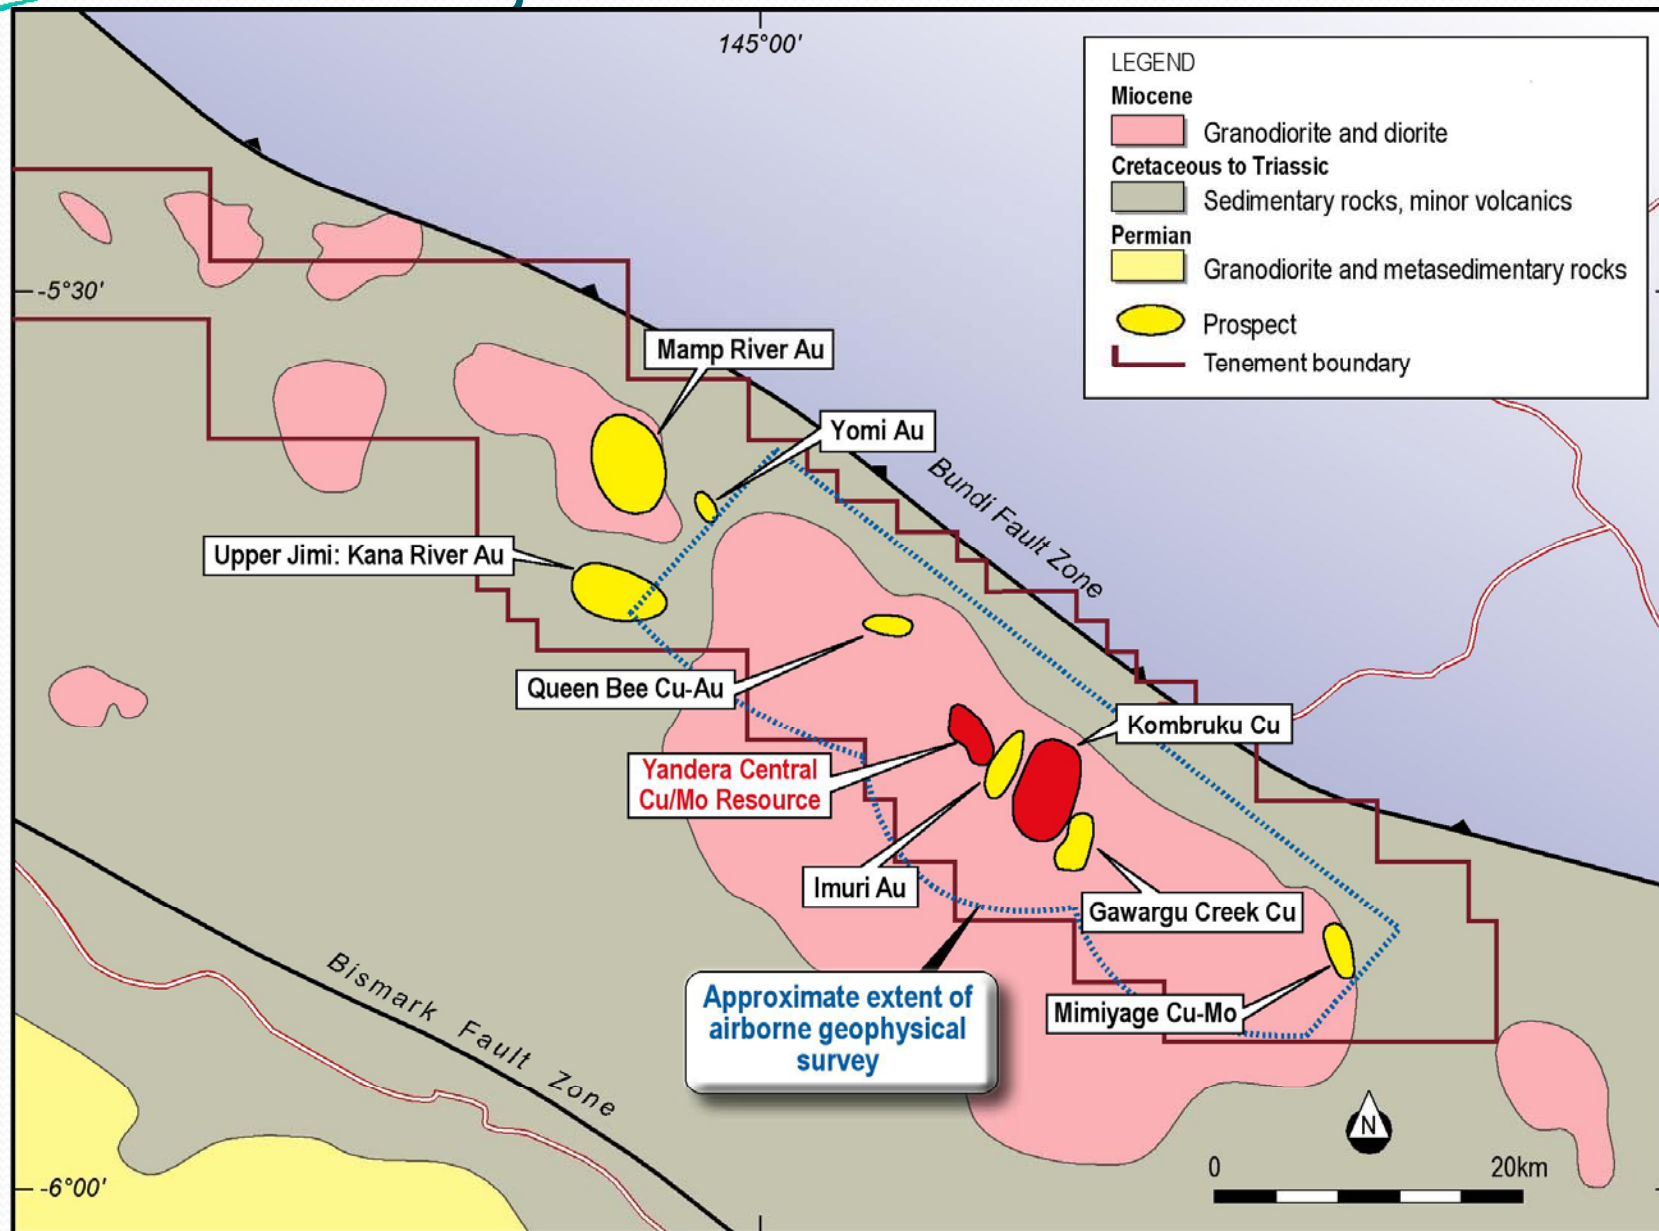 145°00'
LEGEND
Miocene
Granodiorite and diorite
Cretaceous to Triassic
Sedimentary rocks, minor volcanics
Permian
Granodiorite and metasedimentary rocks
Prospect
Tenement boundary
-5°30'
Mamp River Au
Yomi Au
Bundi Fault Zone
Upper Jimi: Kana River Au
Queen Bee Cu-Au
Kombruku Cu
Yandera Central
Cu/Mo Resource
Imuri Au
Gawargu Creek Cu
Approximate extent of
airborne geophysical
survey
Mimiyage Cu-Mo
Bismark Fault Zone
N
0
20km
-6°00'